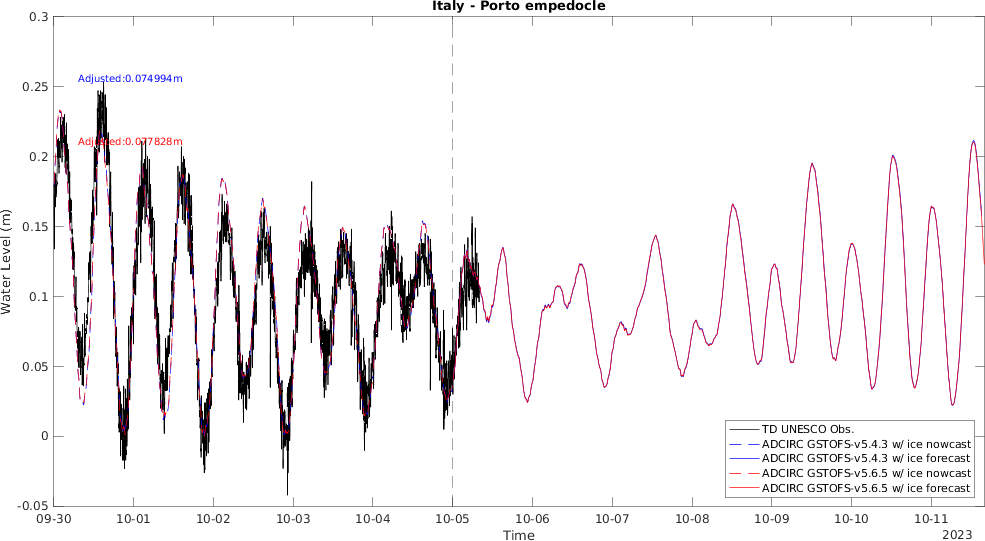 Italy - Porto empedocle
0.3
0.25
0.2
0.15
0.1
0.05
0
-0.05
Water Level (m)
Adjusted:0.074994m
Adjusted:0.077828m
TD UNESCO Obs.
ADCIRC GSTOFS-v5.4.3 w/ ice nowcast
ADCIRC GSTOFS-v5.4.3 w/ ice forecast
ADCIRC GSTOFS-v5.6.5 w/ ice nowcast
ADCIRC GSTOFS-v5.6.5 w/ ice forecast
09-30 10-01 10-02 10-03 10-04 10-05 10-06 10-07 10-08 10-09 10-10 10-11
Time
2023